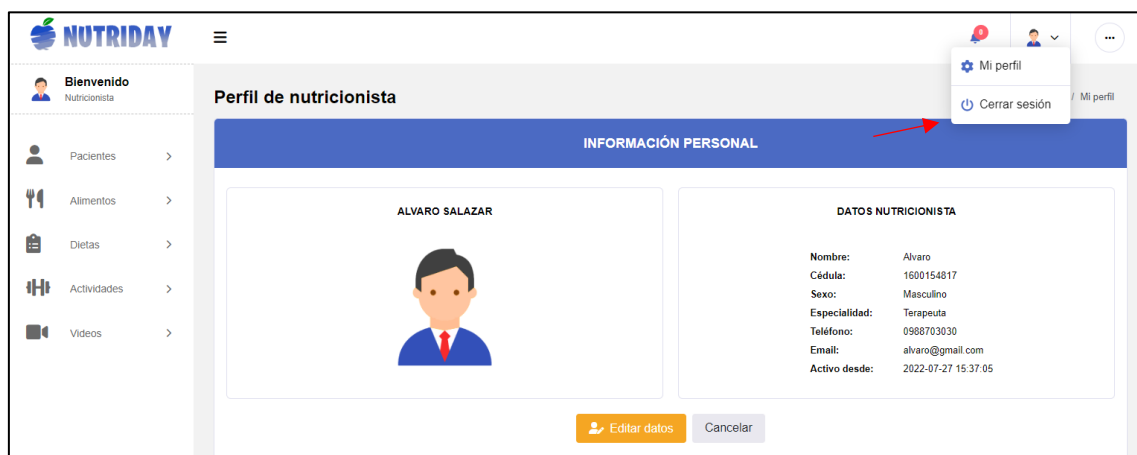 NUTRIDAY
Bienvenido
Nutricionista
Mi perfil
Cerrar sesión
Perfil de nutricionista
/ Mi perfil
Pacientes
Alimentos
Dietas
Actividades
Videos
INFORMACIÓN PERSONAL
ALVARO SALAZAR
DATOS NUTRICIONISTA
Nombre: Alvaro
Cédula: 1600154817
Sexo: Masculino
Especialidad: Terapeuta
Teléfono: 0988703030
Email: alvaro@gmail.com
Activo desde: 2022-07-27 15:37:05
Editar datos
Cancelar